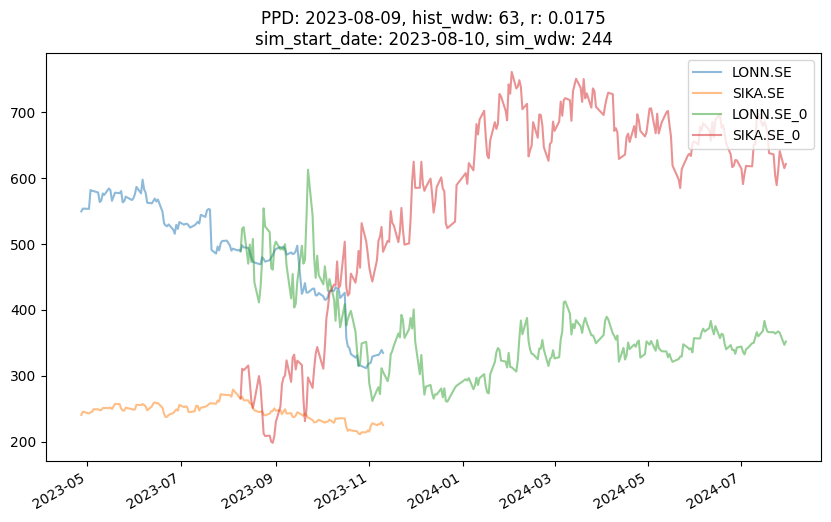 PPD: 2023-08-09, hist_wdw: 63, r: 0.0175
sim_start_date: 2023-08-10, sim_wdw: 244
LONN.SE
SIKA.SE
LONN.SE_0
SIKA.SE_0
700
600
500
400
300
200
2023-05
2023-07
2023-09
2023-11
2024-01
2024-03
2024-05
2024-07